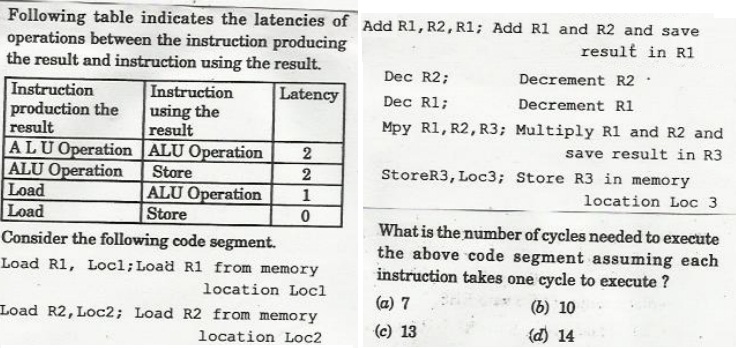 Following table indicates the latencies of
operations between the instruction producing
the result and instruction using the result.
Instruction production the result | Instruction using the result | Latency
A L U Operation | ALU Operation | 2
ALU Operation | Store | 2
Load | ALU Operation | 1
Load | Store | 0
Consider the following code segment.
Load R1, Loc1;Load R1 from memory
location Loc1
Load R2,Loc2; Load R2 from memory
location Loc2
Add R1,R2,R1; Add R1 and R2 and save
result in R1
Dec R2; Decrement R2
Dec R1; Decrement R1
Mpy R1,R2,R3; Multiply R1 and R2 and
save result in R3
StoreR3,Loc3; Store R3 in memory
location Loc 3
What is the number of cycles needed to execute
the above code segment assuming each
instruction takes one cycle to execute ?
(a) 7 (b) 10
(c) 13 (d) 14